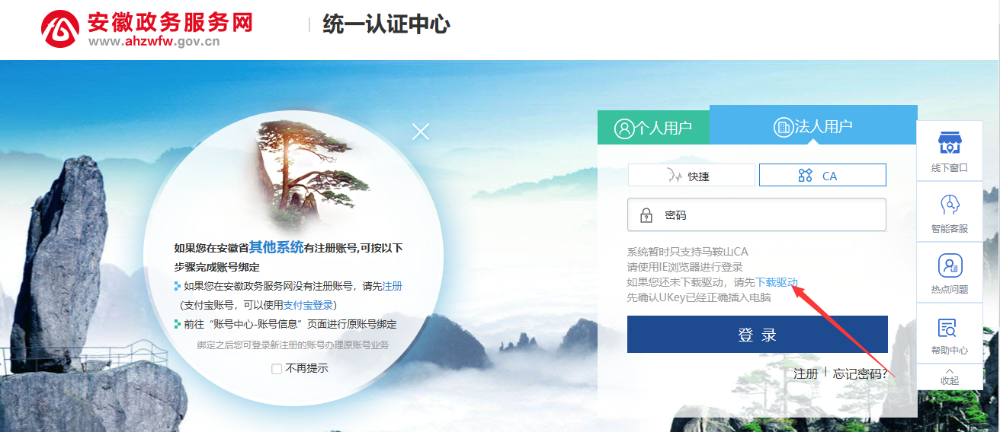 安徽政务服务网
www.ahzwfw.gov.cn
统一认证中心
如果您在安徽省其他系统有注册账号,可按以下
步骤完成账号绑定
如果您在安徽政务服务网没有注册账号，请先注册
（支付宝账号，可以使用支付宝登录）
前往“账号中心-账号信息”页面进行原账号绑定
绑定之后您可登录新注册的账号办理原账号业务
不再提示
个人用户
法人用户
快捷
CA
密码
系统暂时只支持马鞍山CA
请使用IE浏览器进行登录
如果您还未下载驱动，请先下载驱动
先确认UKey已经正确插入电脑
登 录
注册
忘记密码?
线下窗口
智能客服
热点问题
帮助中心
收起